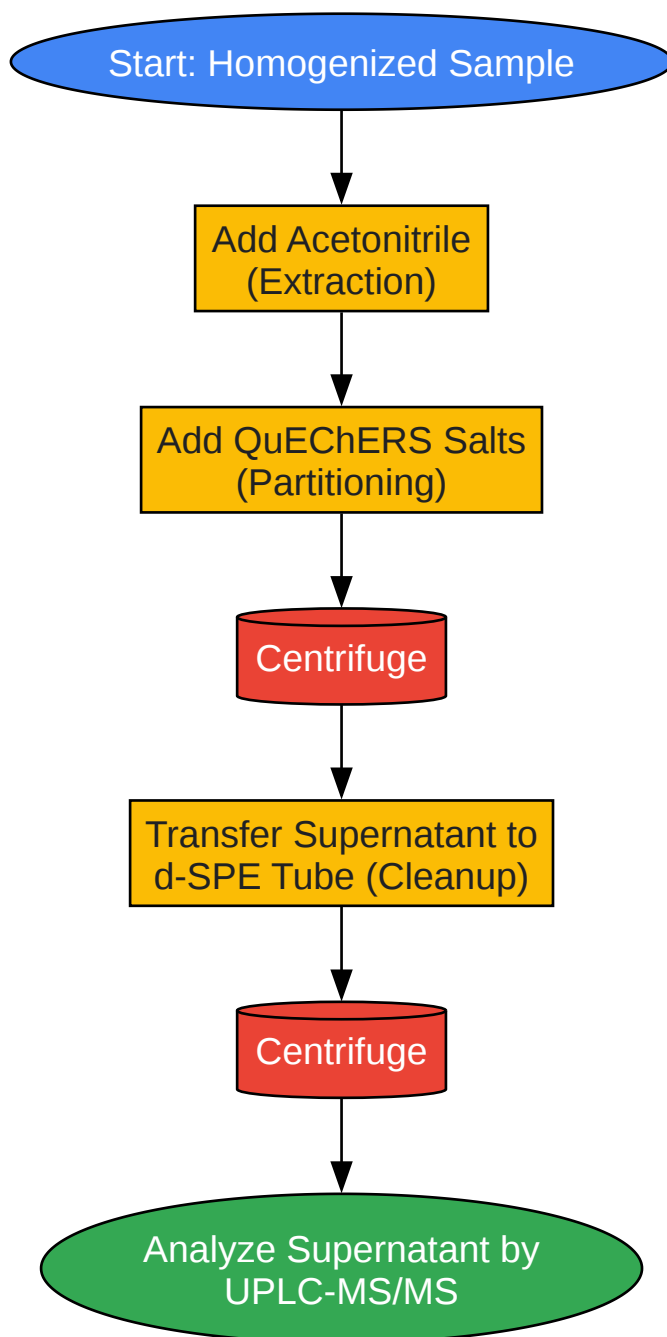 Start: Homogenized Sample
Add Acetonitrile
(Extraction)
Add QuEChERS Salts
(Partitioning)
Centrifuge
Transfer Supernatant to
d-SPE Tube (Cleanup)
Centrifuge
Analyze Supernatant by
UPLC-MS/MS